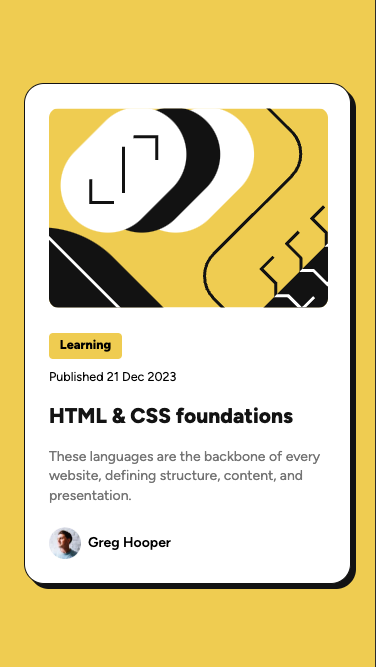 Learning
Published 21 Dec 2023
HTML & CSS foundations
These languages are the backbone of every
website, defining structure, content, and
presentation.
Greg Hooper